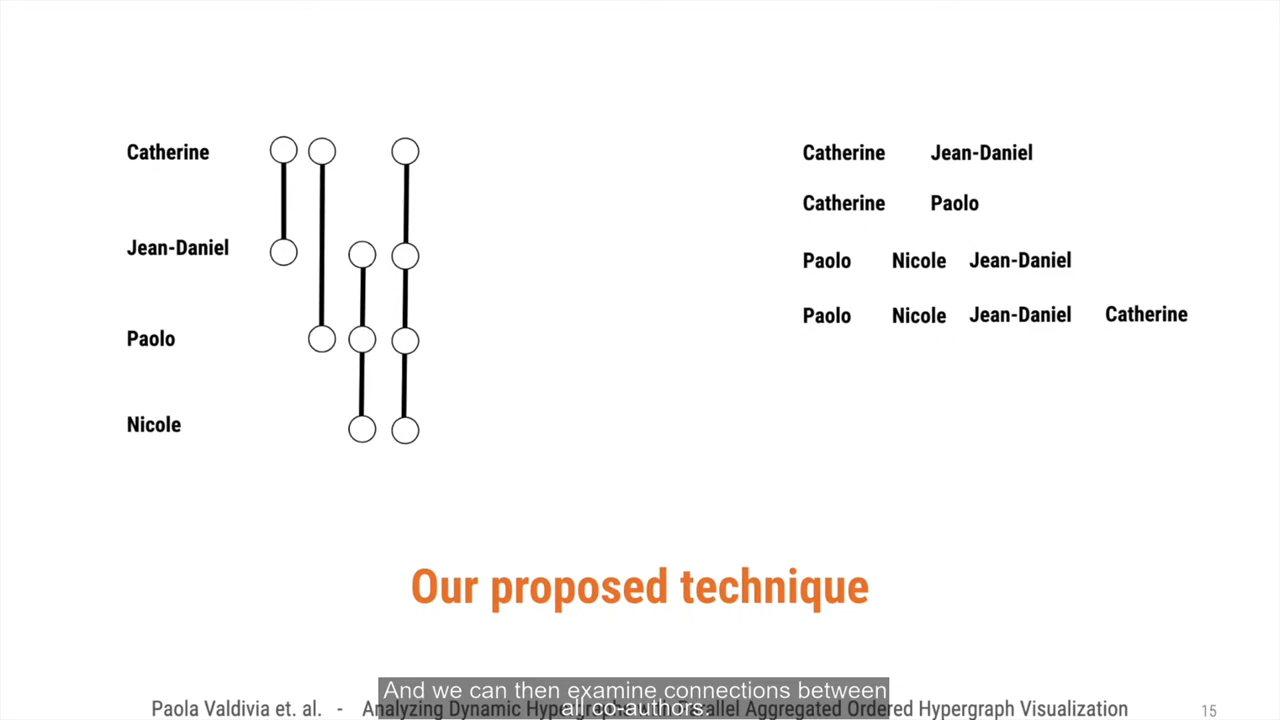 Catherine
Jean-Daniel
Paolo
Nicole
Catherine Jean-Daniel
Catherine Paolo
Paolo Nicole Jean-Daniel
Paolo Nicole Jean-Daniel Catherine
Our proposed technique
And we can then examine connections between
all co-authors.
Paola Valdivia et. al. - Analyzing Dynamic Hypergraphs Parallel Aggregated Ordered Hypergraph Visualization 15